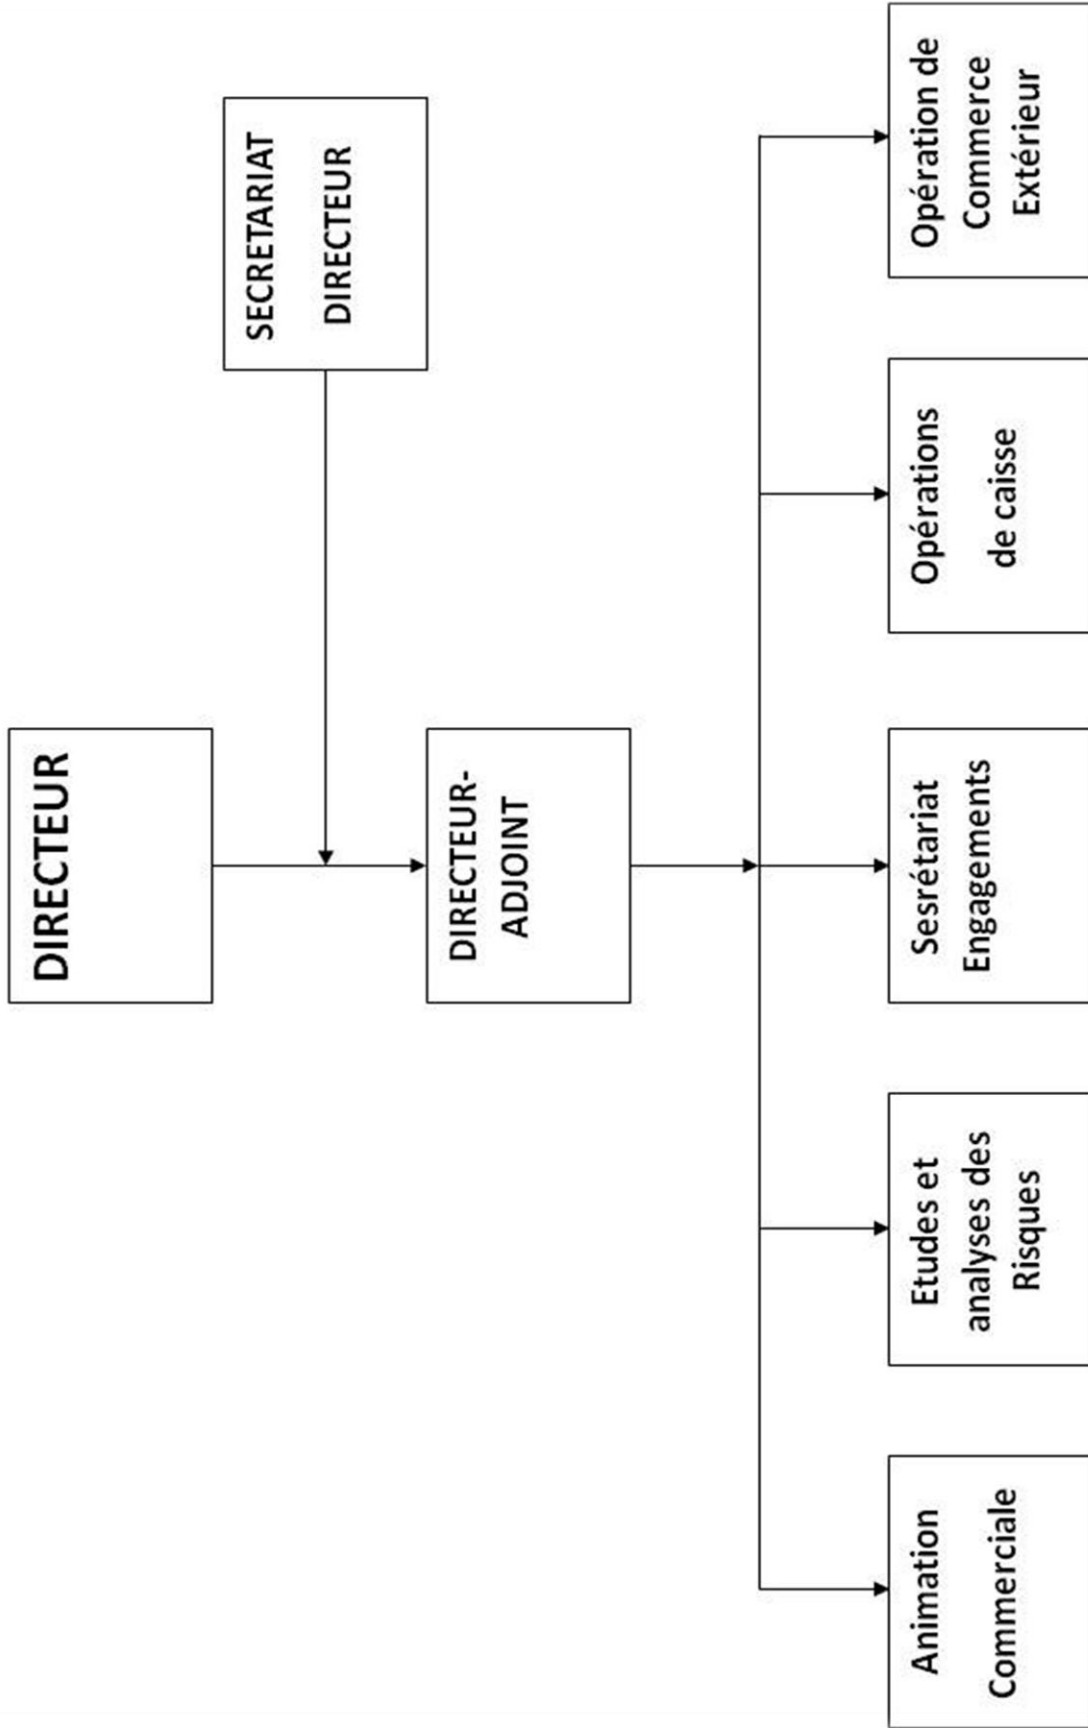 DIRECTEUR
SECRETARIAT
DIRECTEUR
DIRECTEUR-
ADJOINT
Animation
Commerciale
Etudes et
analyses des
Risques
Sesrétariat
Engagements
Opérations
de caisse
Opération de
Commerce
Extérieur